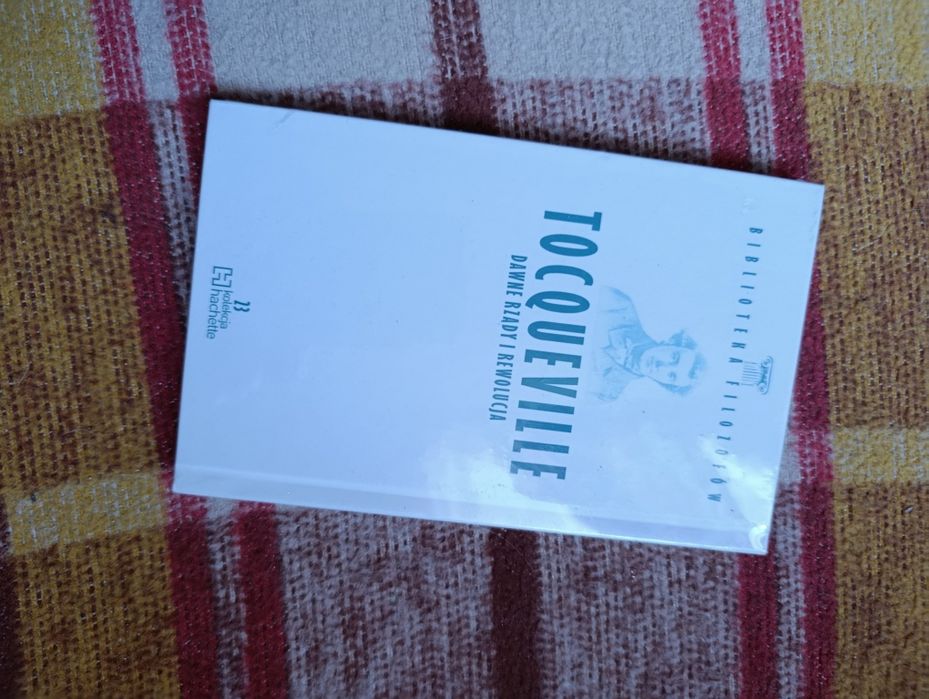 BIBLIOTEKA FILOZOFÓW
TOCQUEVILLE
DAWNE RZĄDY I REWOLUCJA
23
kolekcja
hachette